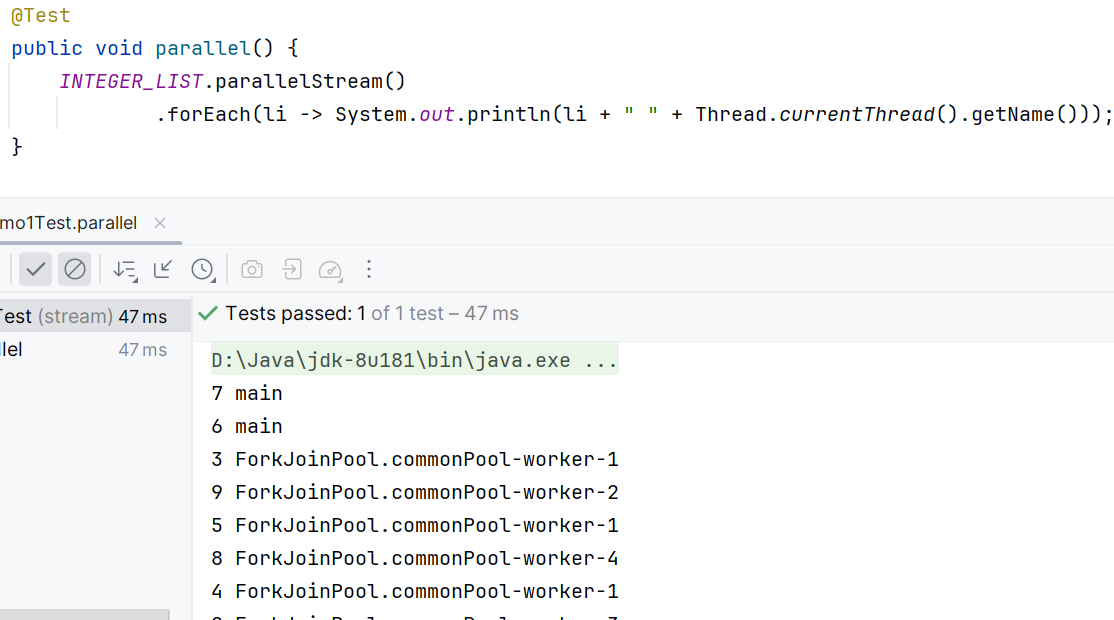 @Test
public void parallel() {
INTEGER_LIST.parallelStream()
.forEach(li -> System.out.println(li + " " + Thread.currentThread().getName()));
}
mo1Test.parallel
Test (stream) 47 ms
Tests passed: 1 of 1 test – 47 ms
lel 47 ms
D:\Java\jdk-8u181\bin\java.exe ...
7 main
6 main
3 ForkJoinPool.commonPool-worker-1
9 ForkJoinPool.commonPool-worker-2
5 ForkJoinPool.commonPool-worker-1
8 ForkJoinPool.commonPool-worker-4
4 ForkJoinPool.commonPool-worker-1